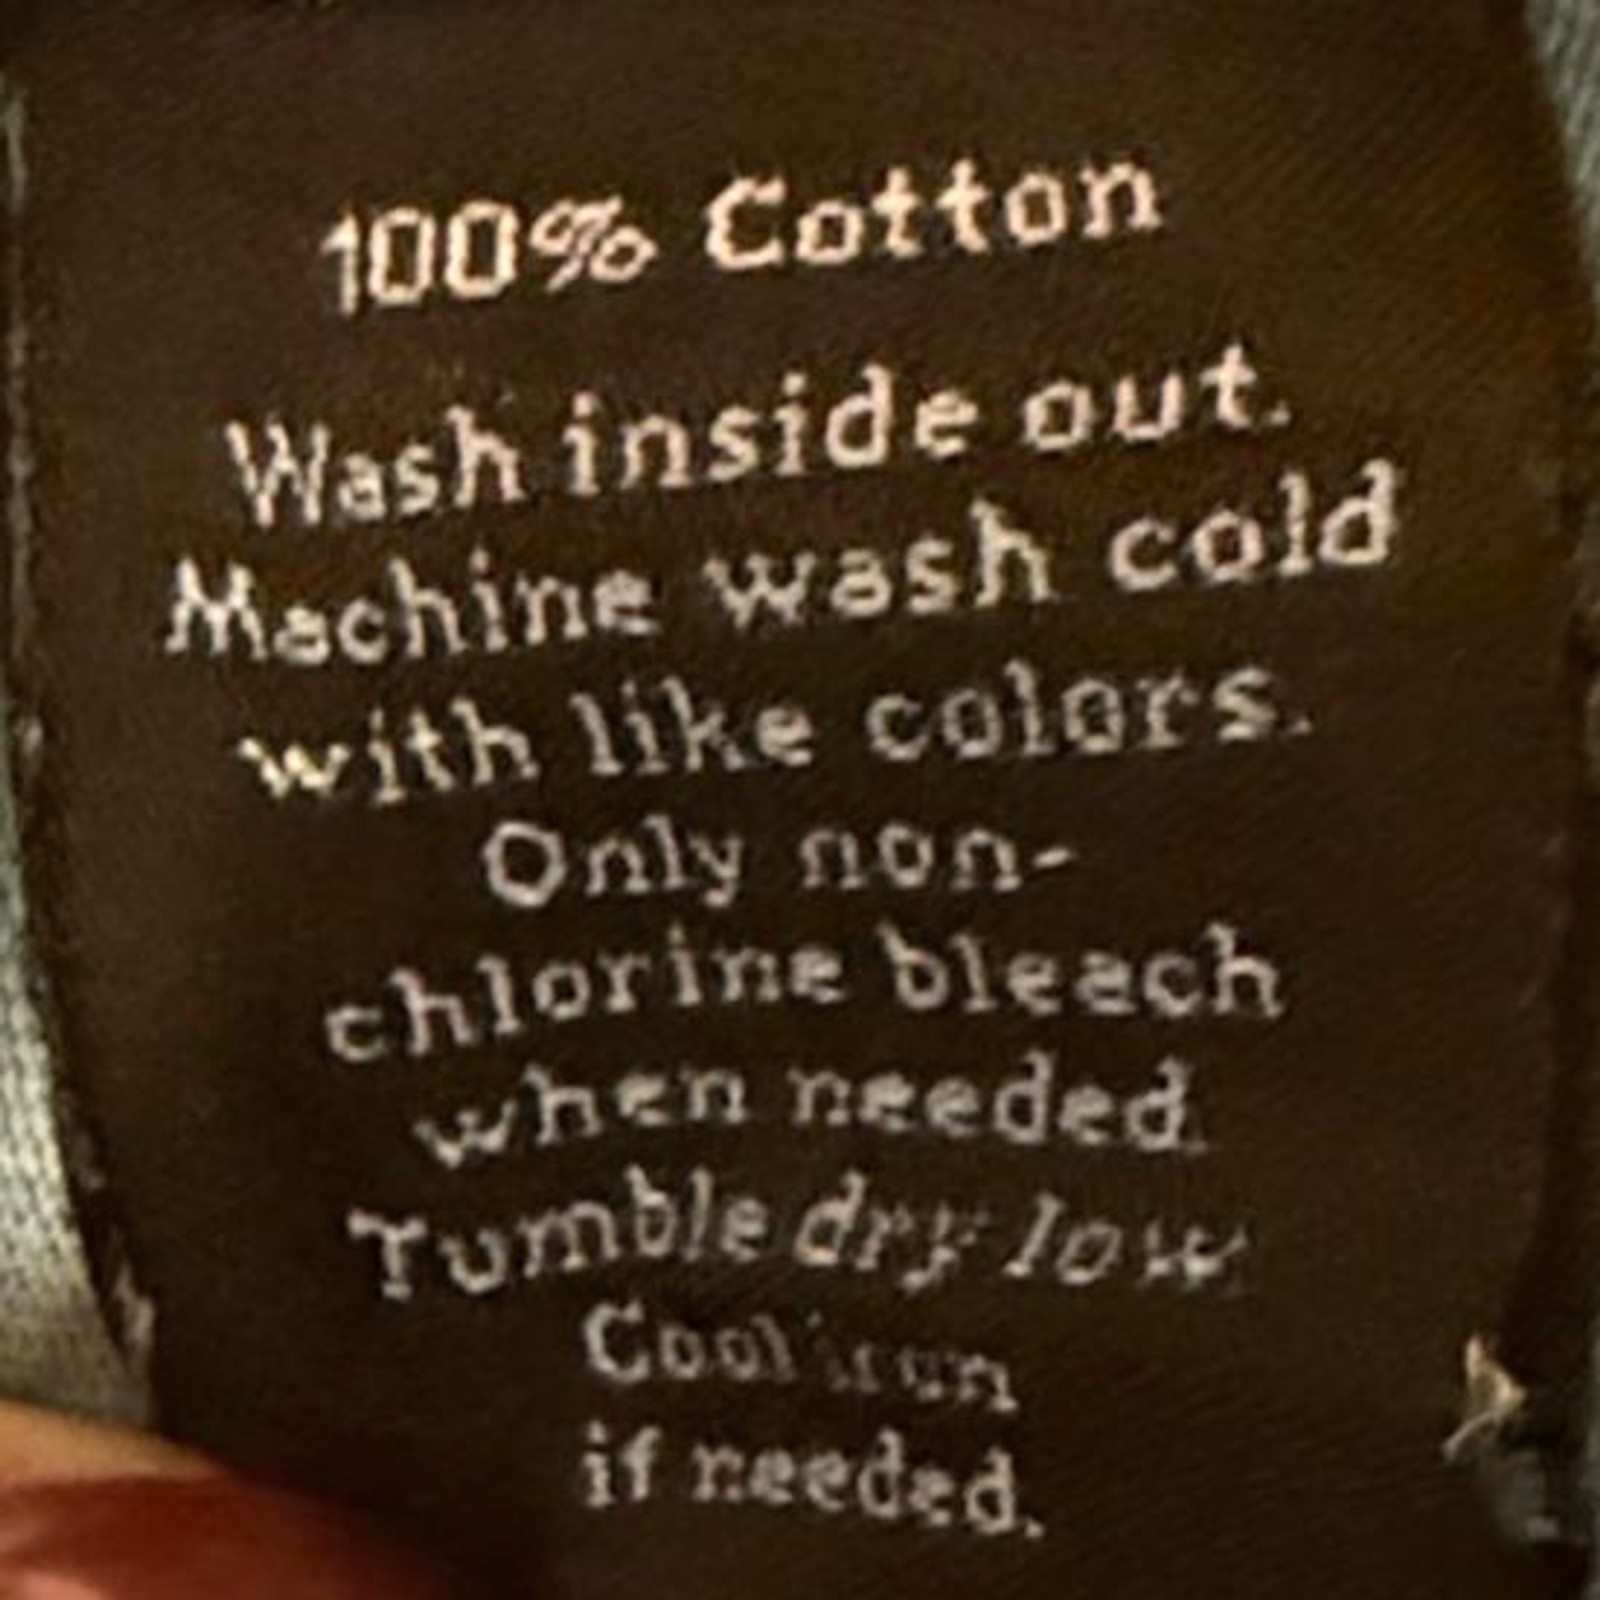 100% Cotton
Wash inside out.
Machine wash cold
with like colors.
Only non-
chlorine bleach
when needed.
Tumble dry low.
Cool iron
if needed.